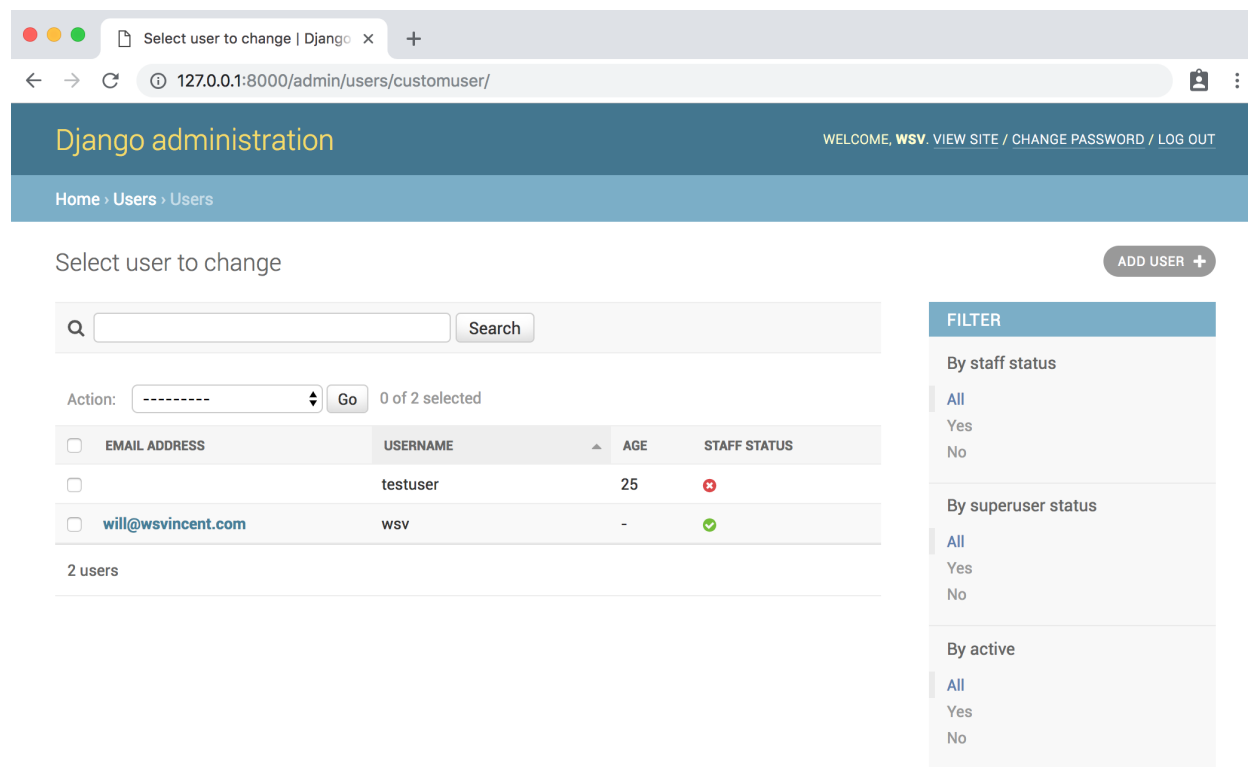 Select user to change | Django
127.0.0.1:8000/admin/users/customuser/
Django administration
WELCOME, WSV. VIEW SITE / CHANGE PASSWORD / LOG OUT
Home › Users › Users
Select user to change
ADD USER +
Search
FILTER
Action: --------- Go 0 of 2 selected
EMAIL ADDRESS USERNAME AGE STAFF STATUS
testuser 25
will@wsvincent.com wsv -
2 users
By staff status
All
Yes
No
By superuser status
All
Yes
No
By active
All
Yes
No